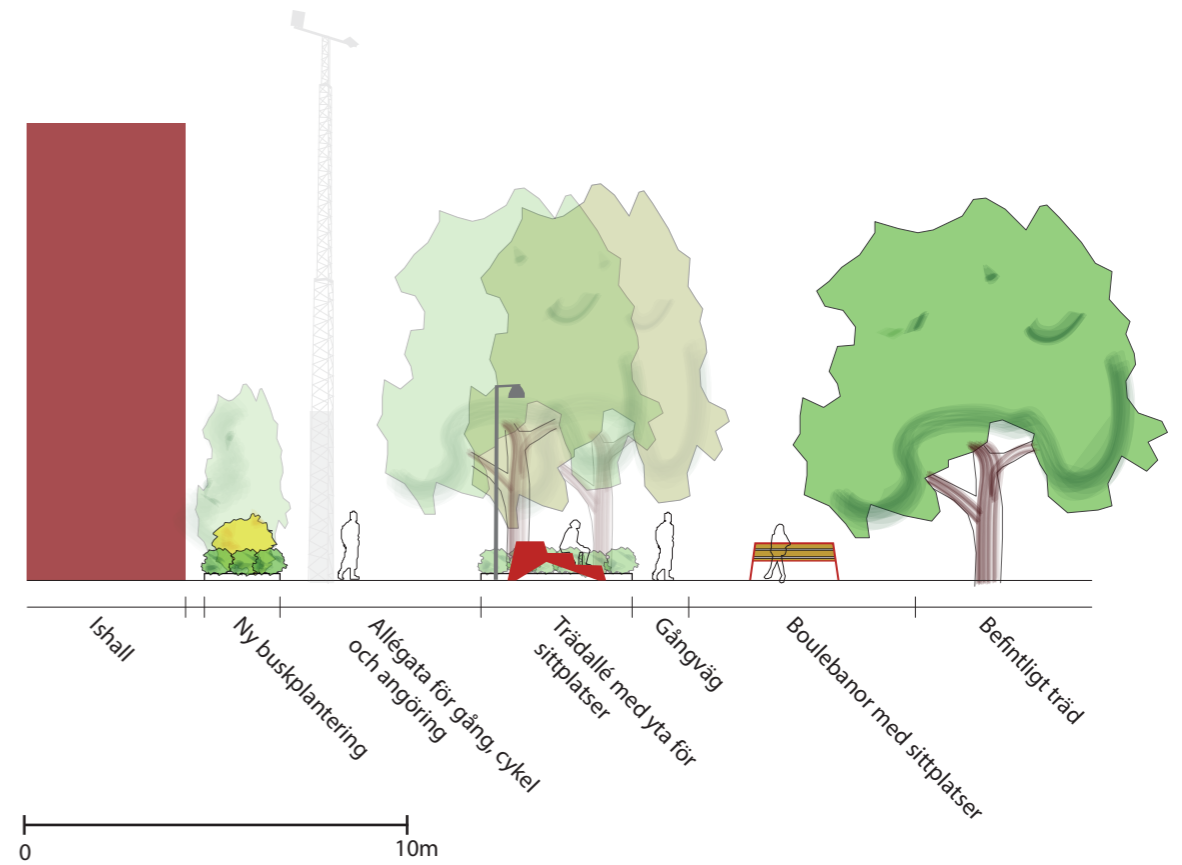 Ishall
Ny buskplantering
Allégata för gång, cykel
och angöring
Trädallé med yta för
sittplatser
Gångväg
Boulebanor med sittplatser
Befintligt träd
0
10m